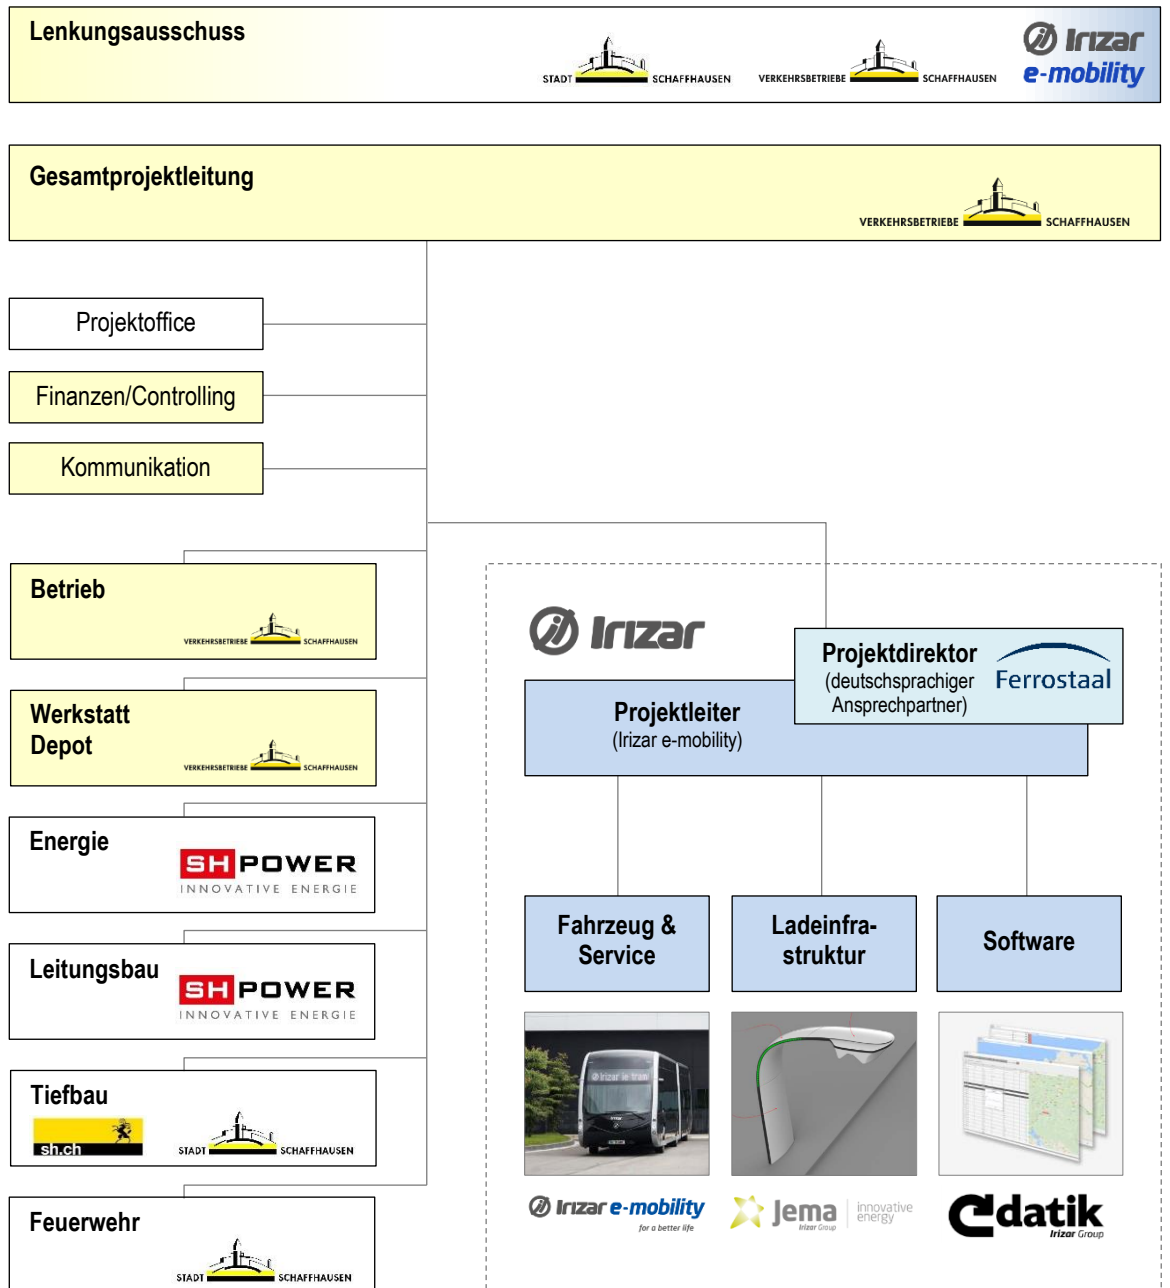 Lenkungsausschuss
STADT SCHAFFHAUSEN
VERKEHRSBETRIEBE SCHAFFHAUSEN
Irizar
e-mobility
Gesamtprojektleitung
VERKEHRSBETRIEBE SCHAFFHAUSEN
Projektoffice
Finanzen/Controlling
Kommunikation
Betrieb
VERKEHRSBETRIEBE SCHAFFHAUSEN
Werkstatt
Depot
VERKEHRSBETRIEBE SCHAFFHAUSEN
Energie
SH POWER
INNOVATIVE ENERGIE
Leitungsbau
SH POWER
INNOVATIVE ENERGIE
Tiefbau
sh.ch
STADT SCHAFFHAUSEN
Feuerwehr
STADT SCHAFFHAUSEN
Irizar
Projektdirektor
(deutschsprachiger
Ansprechpartner)
Ferrostaal
Projektleiter
(Irizar e-mobility)
Fahrzeug &
Service
Ladeinfra-
struktur
Software
Irizar ie tram
Irizar e-mobility
for a better life
Jema
Irizar Group
innovative
energy
datik
Irizar Group